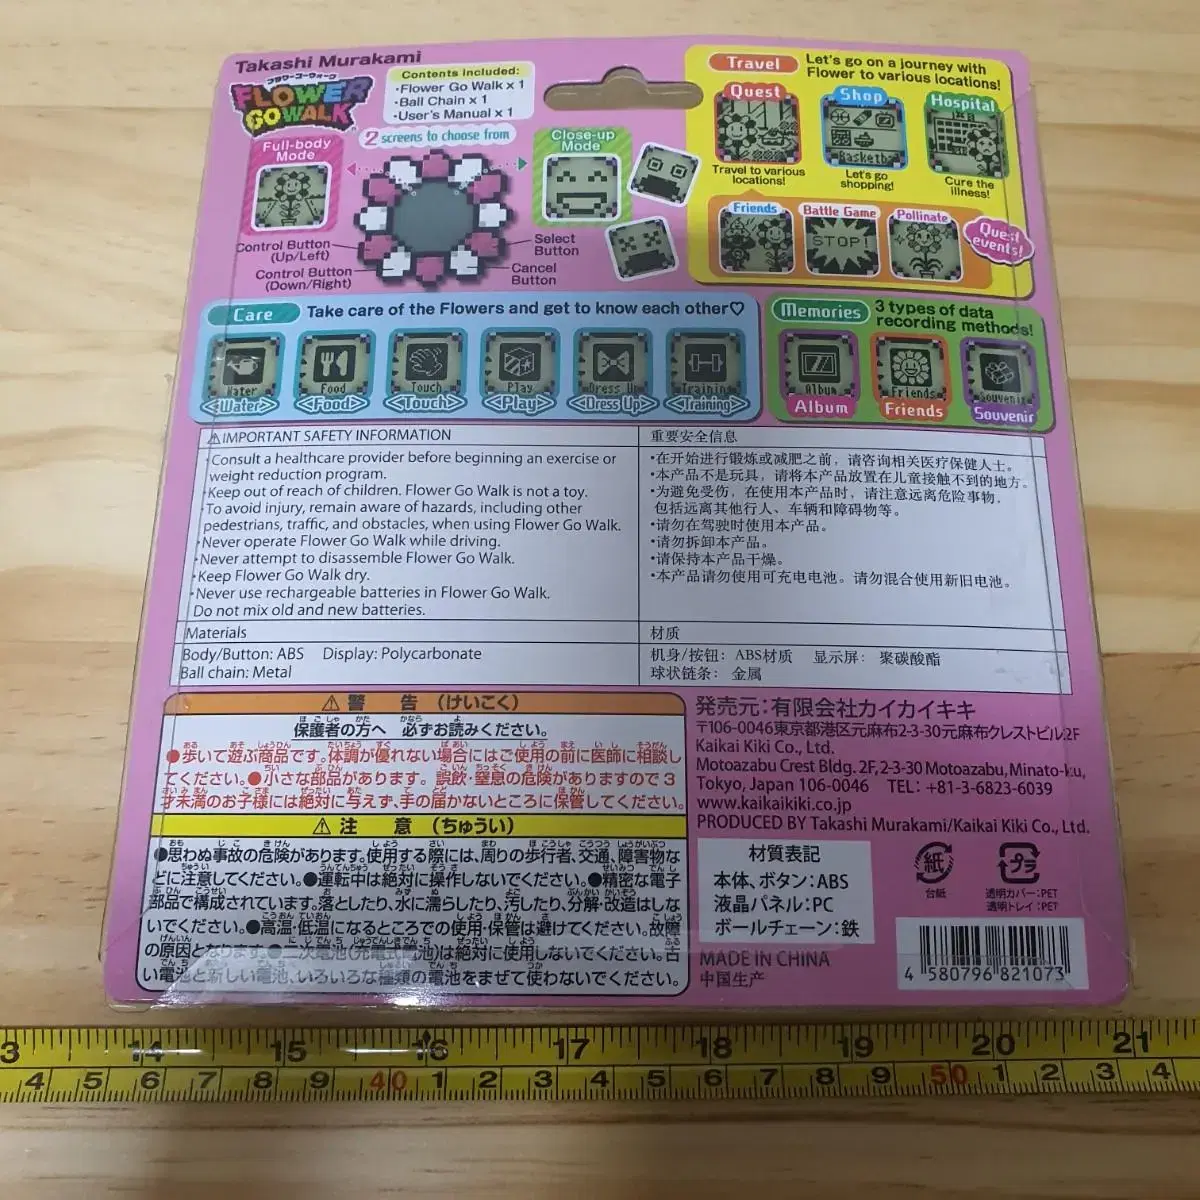 Takashi Murakami
フラワーゴーウォーク
FLOWER
GO WALK
Contents Included:
・Flower Go Walk x 1
・Ball Chain x 1
・User's Manual x 1
2 screens to choose from
Full-body
Mode
Close-up
Mode
Control Button
(Up/Left)
Control Button
(Down/Right)
Select
Button
Cancel
Button
Travel
Let's go on a journey with
Flower to various locations!
Quest
Travel to various
locations!
Shop
Basketba
Let's go
shopping!
Hospital
Cure the
illness!
Friends
Battle Game
STOP!
Pollinate
Quest
events!
Care
Take care of the Flowers and get to know each other♡
Water
<Water>
Food
<Food>
Touch
<Touch>
Play
<Play>
Dress Up
<Dress Up>
Training
<Training>
Memories
3 types of data
recording methods!
Album
Album
Friends
Friends
Souvenir
Souvenir
⚠IMPORTANT SAFETY INFORMATION
・Consult a healthcare provider before beginning an exercise or
weight reduction program.
・Keep out of reach of children. Flower Go Walk is not a toy.
・To avoid injury, remain aware of hazards, including other
pedestrians, traffic, and obstacles, when using Flower Go Walk.
・Never operate Flower Go Walk while driving.
・Never attempt to disassemble Flower Go Walk.
・Keep Flower Go Walk dry.
・Never use rechargeable batteries in Flower Go Walk.
Do not mix old and new batteries.
重要安全信息
•在开始进行锻炼或减肥之前，请咨询相关医疗保健人士。
•本产品不是玩具，请将本产品放置在儿童接触不到的地方。
•为避免受伤，在使用本产品时，请注意远离危险事物，
包括远离其他行人、车辆和障碍物等。
•请勿在驾驶时使用本产品。
•请勿拆卸本产品。
•请保持本产品干燥。
•本产品请勿使用可充电电池。请勿混合使用新旧电池。
Materials
Body/Button: ABS Display: Polycarbonate
Ball chain: Metal
材质
机身/按钮： ABS材质 显示屏： 聚碳酸酯
球状链条： 金属
⚠警 告（けいこく）
保護者の方へ 必ずお読みください。
●歩いて遊ぶ商品です。体調が優れない場合にはご使用の前に医師に相談し
てください。●小さな部品があります。誤飲・窒息の危険がありますので3
才未満のお子様には絶対に与えず、手の届かないところに保管してください。
⚠注 意（ちゅうい）
●思わぬ事故の危険があります。使用する際には、周りの歩行者、交通、障害物な
どに注意してください。●運転中は絶対に操作しないでください。●精密な電子
部品で構成されています。落としたり、水に濡らしたり、汚したり、分解・改造はしな
いでください。●高温・低温になるところでの使用・保管は避けてください。故障
の原因となります。●二次電池(充電式電池)は絶対に使用しないでください。古
い電池と新しい電池、いろいろな種類の電池をまぜて使わないでください。
発売元:有限会社カイカイキキ
〒106-0046東京都港区元麻布2-3-30元麻布クレストビル2F
Kaikai Kiki Co., Ltd.
Motoazabu Crest Bldg. 2F, 2-3-30 Motoazabu, Minato-ku,
Tokyo, Japan 106-0046 TEL: +81-3-6823-6039
www.kaikaikiki.co.jp
PRODUCED BY Takashi Murakami/Kaikai Kiki Co., Ltd.
材質表記
本体、ボタン:ABS
液晶パネル:PC
ボールチェーン:鉄
紙
台紙
プラ
透明カバー:PET
透明トレイ:PET
MADE IN CHINA
中国生产
4 580796 821073
3 14 15 16 17 18 19 20 21
4 5 6 7 8 9 40 1 2 3 4 5 6 7 8 9 50 1 2 3 4